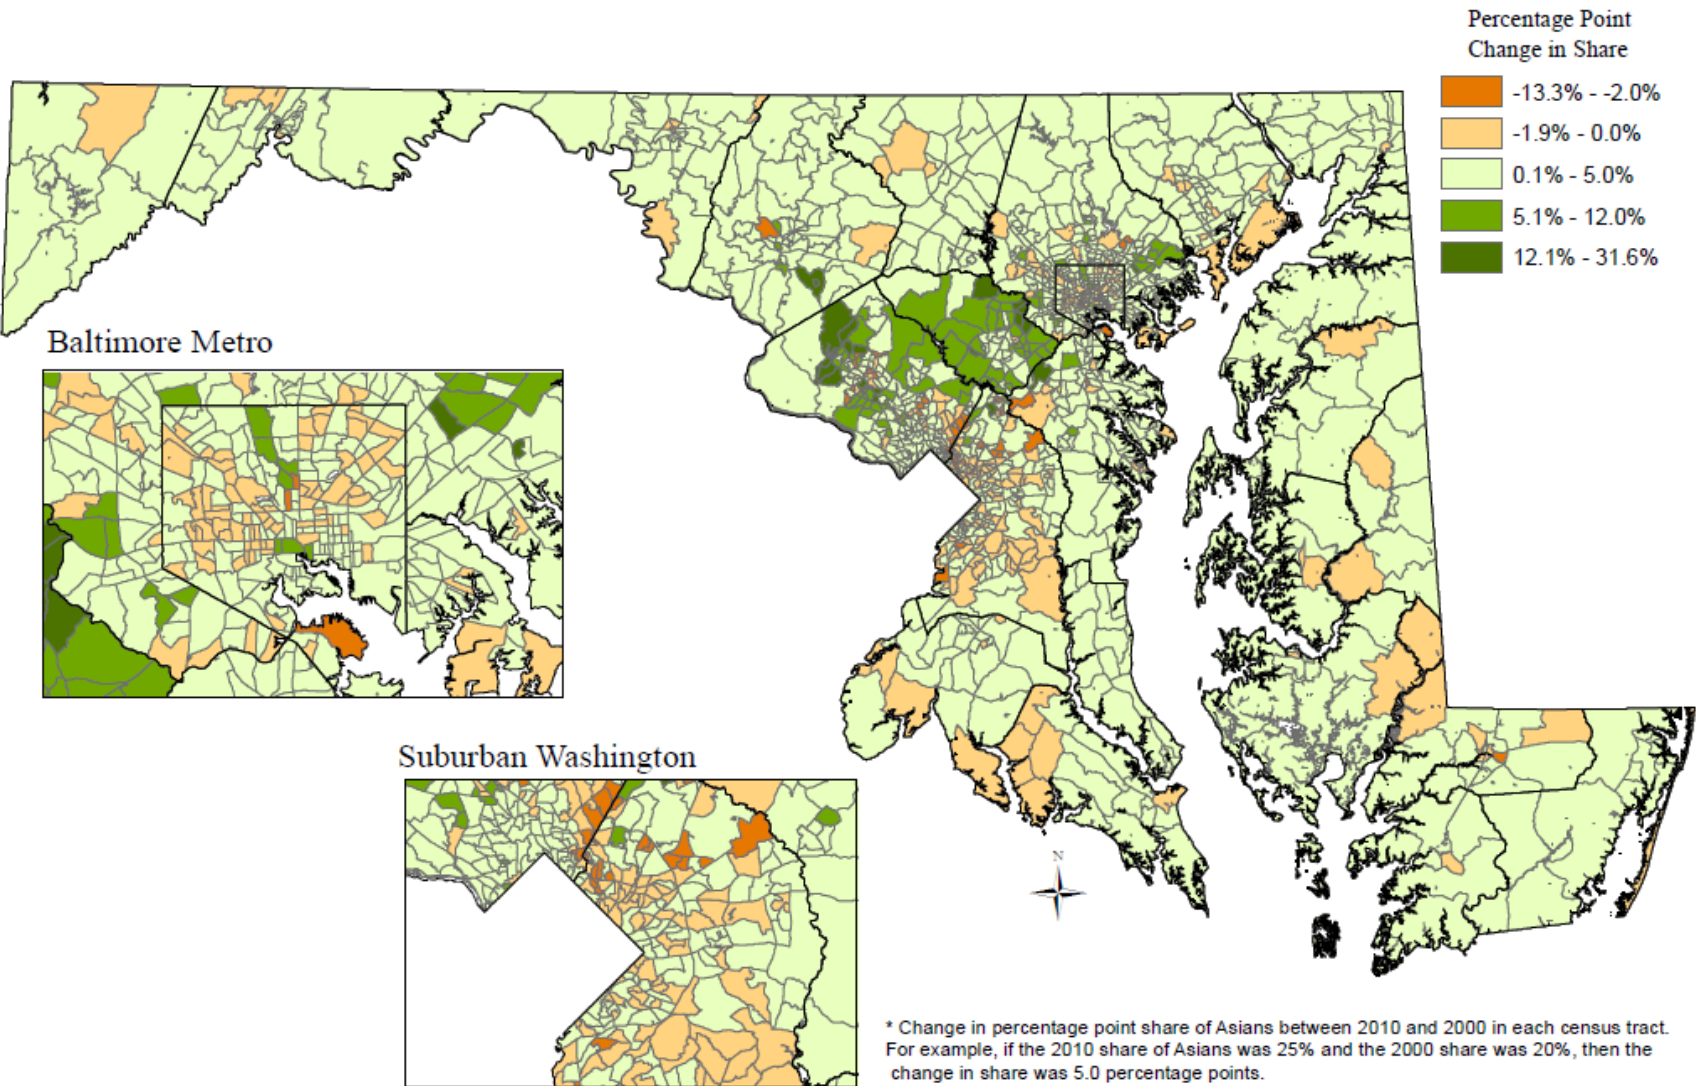 Percentage Point
Change in Share
-13.3% - -2.0%
-1.9% - 0.0%
0.1% - 5.0%
5.1% - 12.0%
12.1% - 31.6%
Baltimore Metro
Suburban Washington
N
* Change in percentage point share of Asians between 2010 and 2000 in each census tract.
For example, if the 2010 share of Asians was 25% and the 2000 share was 20%, then the
change in share was 5.0 percentage points.